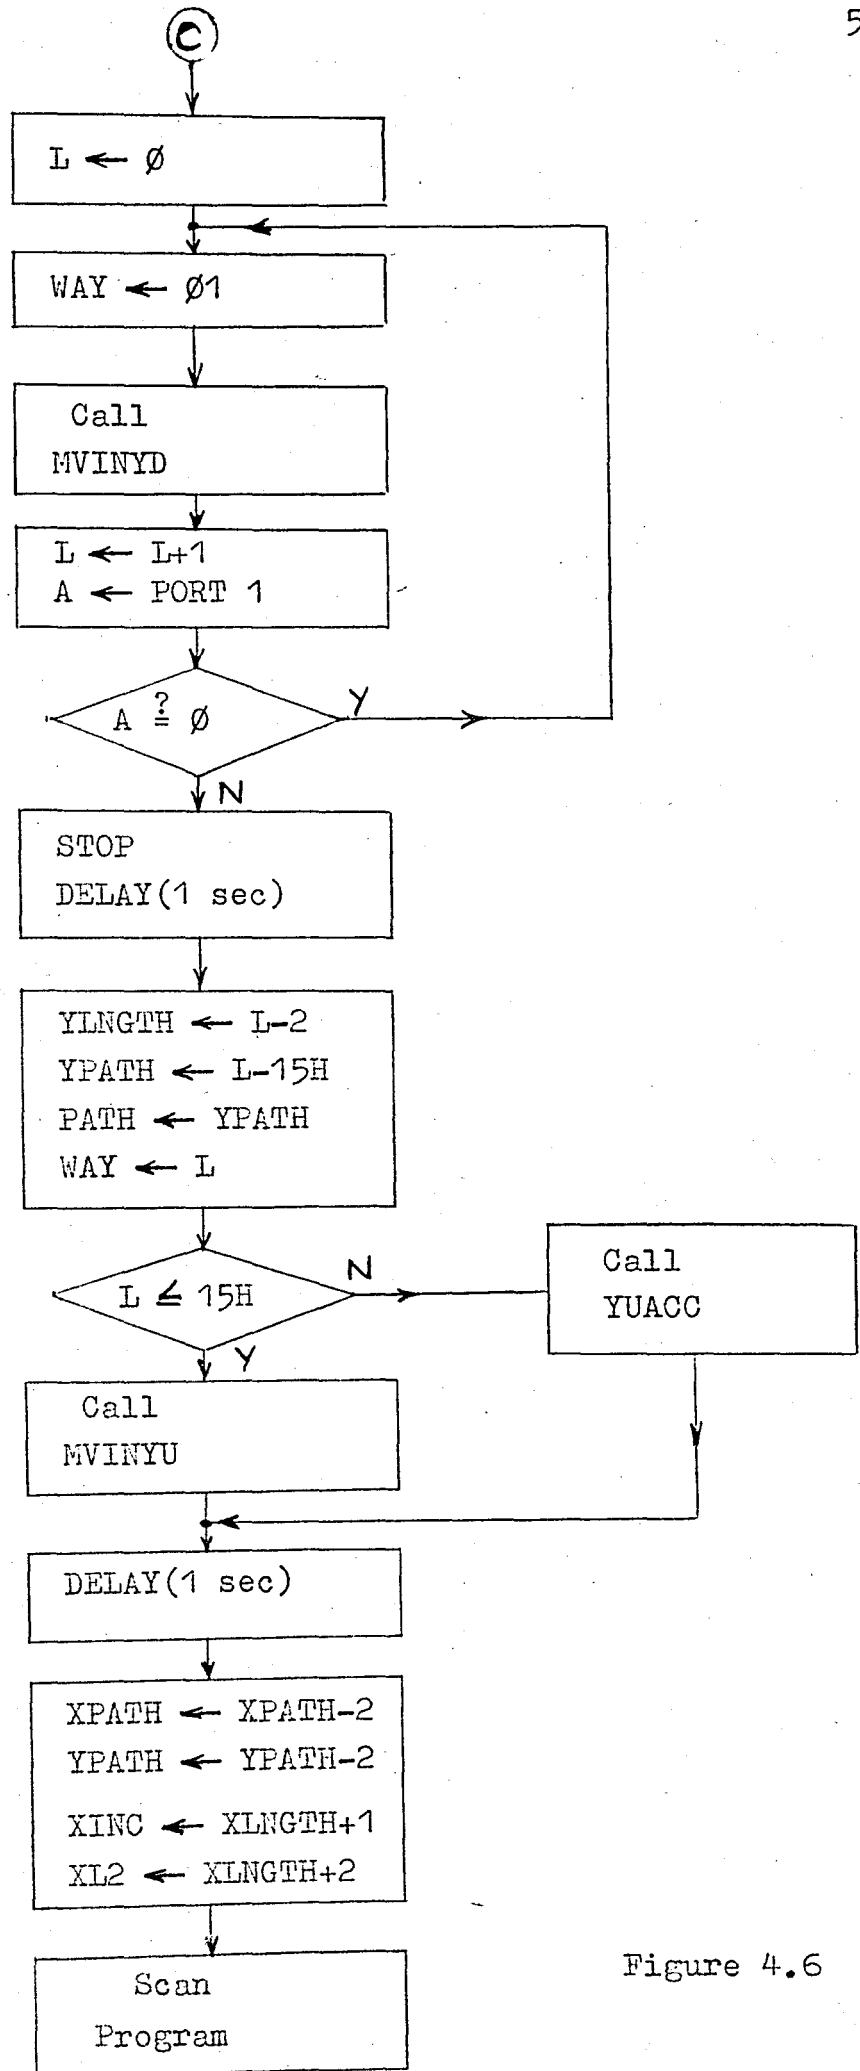 5
C
L ← Ø
WAY ← Ø1
Call
MVINYD
L ← L+1
A ← PORT 1
A ≟ Ø
Y
N
STOP
DELAY(1 sec)
YLNGTH ← L-2
YPATH ← L-15H
PATH ← YPATH
WAY ← L
L ≤ 15H
N
Y
Call
YUACC
Call
MVINYU
DELAY(1 sec)
XPATH ← XPATH-2
YPATH ← YPATH-2
XINC ← XLNGTH+1
XL2 ← XLNGTH+2
Scan
Program
Figure 4.6